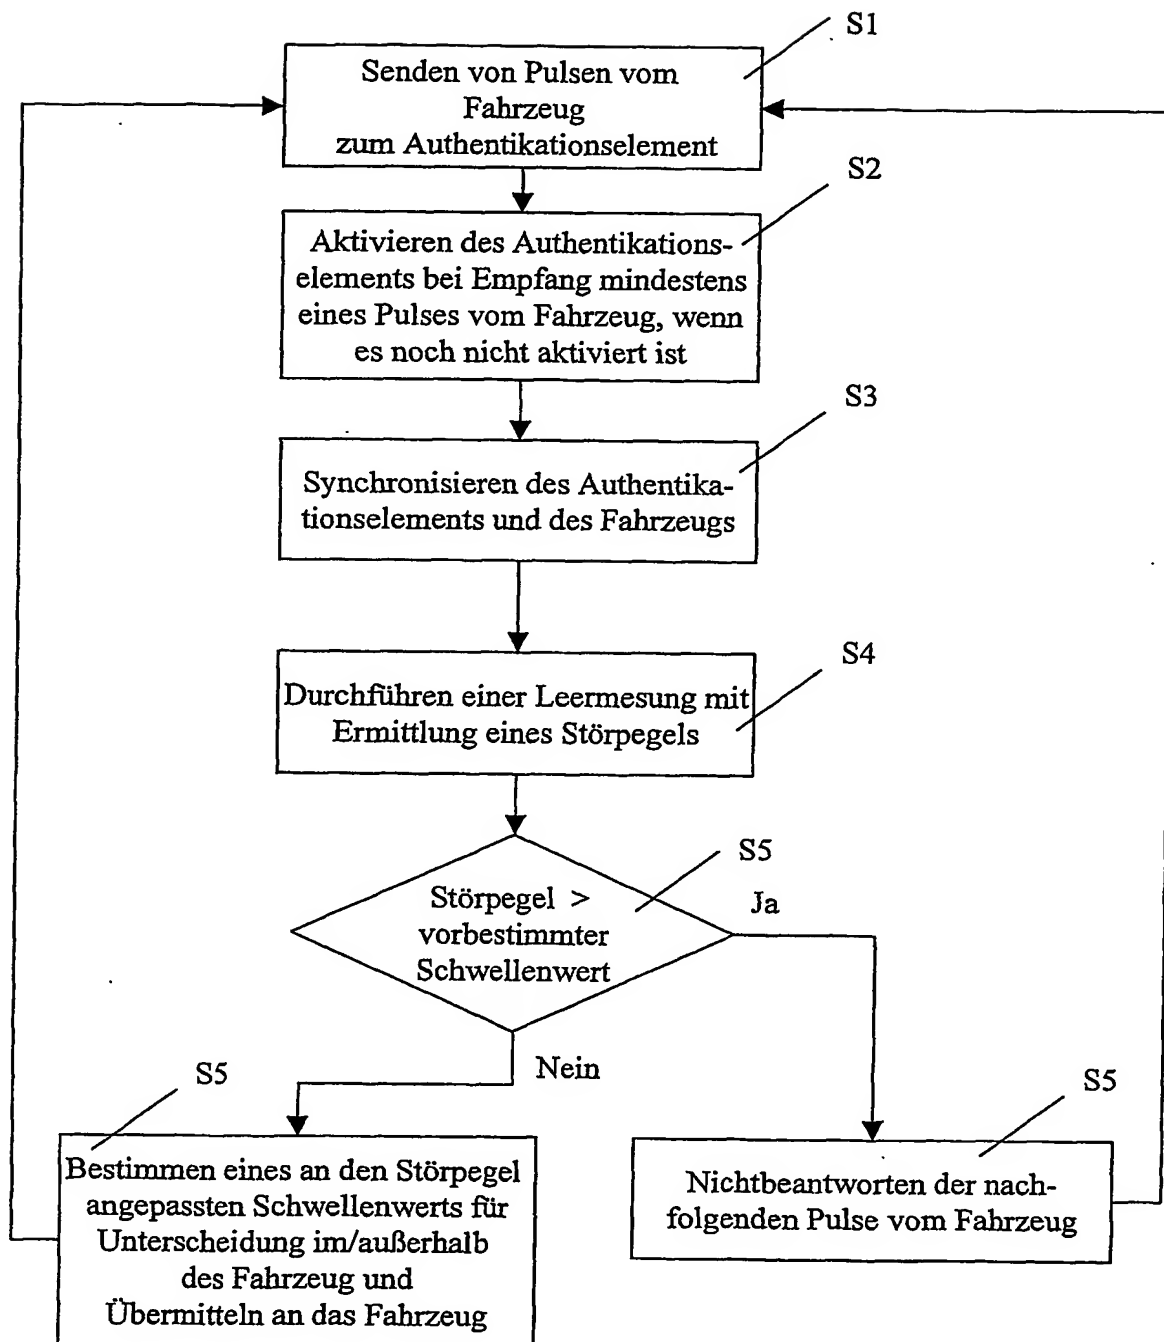 S1
Senden von Pulsen vom
Fahrzeug
zum Authentikationselement
S2
Aktivieren des Authentikations-
elements bei Empfang mindestens
eines Pulses vom Fahrzeug, wenn
es noch nicht aktiviert ist
S3
Synchronisieren des Authentika-
tionselements und des Fahrzeugs
S4
Durchführen einer Leermesung mit
Ermittlung eines Störpegels
S5
Störpegel >
vorbestimmter
Schwellenwert
Ja
Nein
S5
Bestimmen eines an den Störpegel
angepassten Schwellenwerts für
Unterscheidung im/außerhalb
des Fahrzeug und
Übermitteln an das Fahrzeug
S5
Nichtbeantworten der nach-
folgenden Pulse vom Fahrzeug